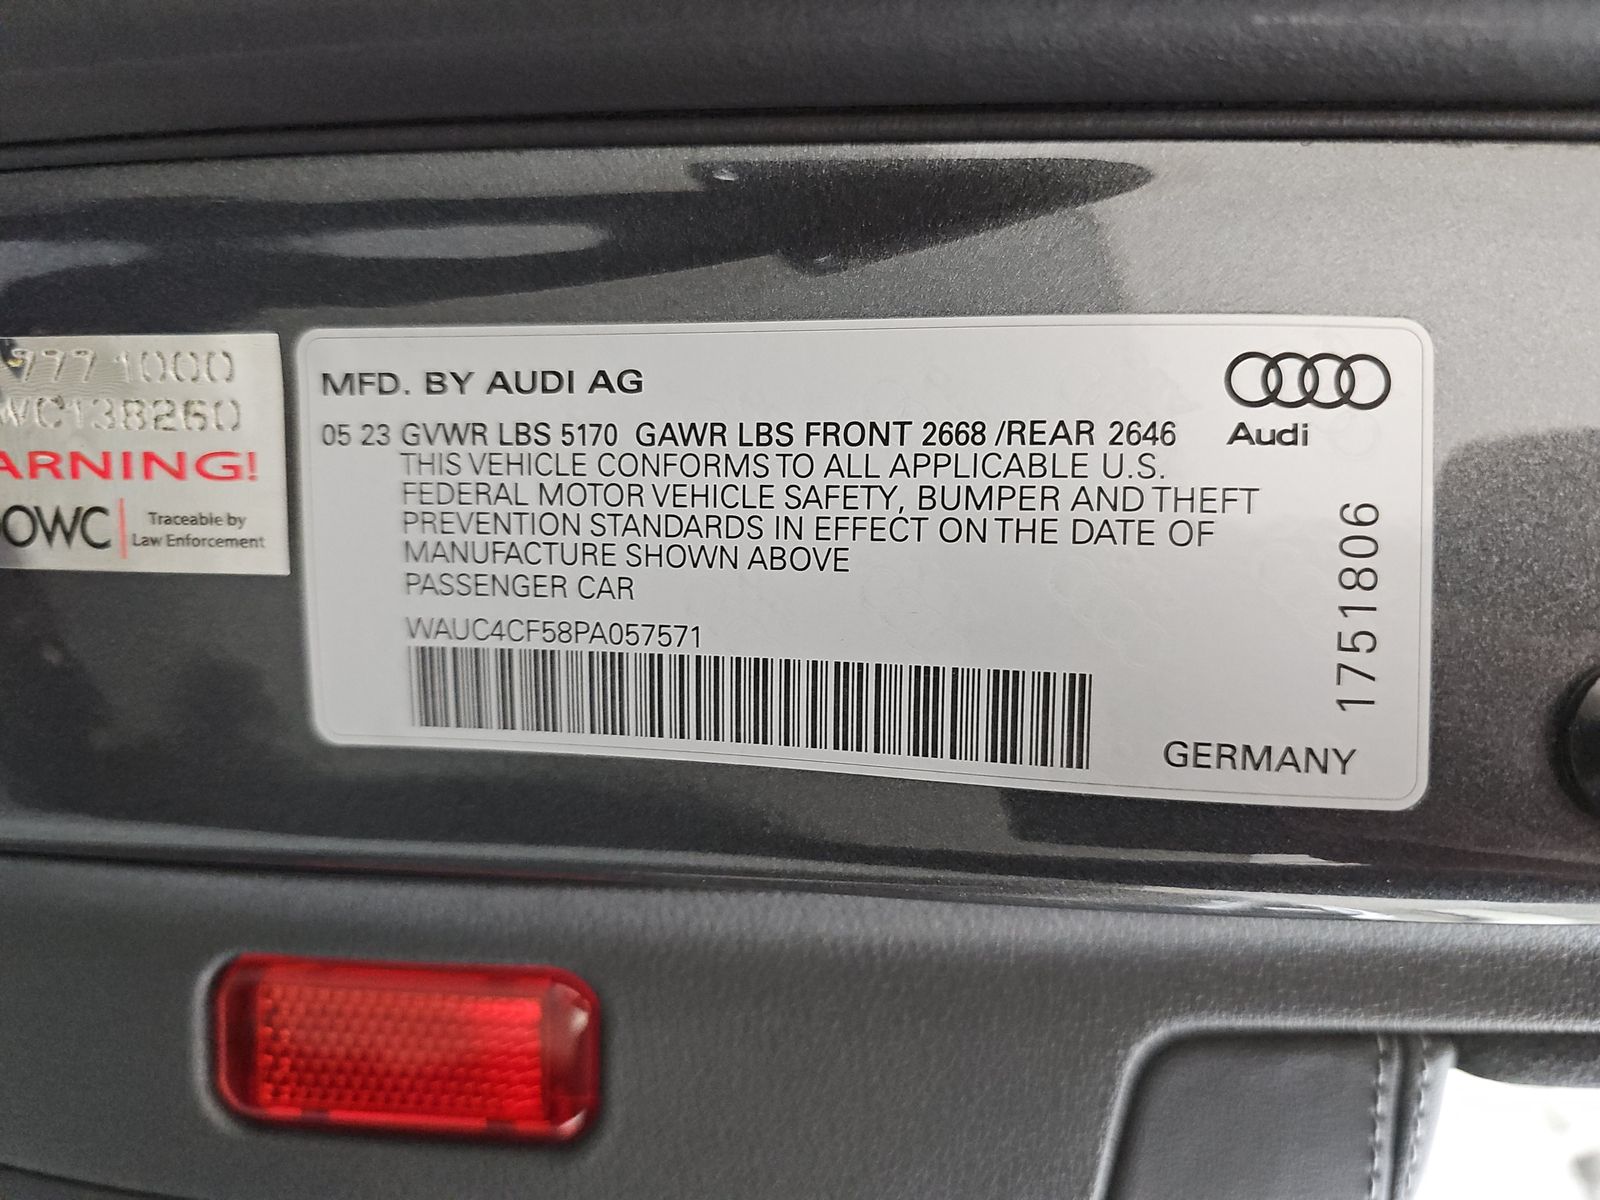 1000
138260
ARNING!
OWC
Traceable by
Law Enforcement
MFD. BY AUDI AG
05 23 GVWR LBS 5170 GAWR LBS FRONT 2668 /REAR 2646
THIS VEHICLE CONFORMS TO ALL APPLICABLE U.S.
FEDERAL MOTOR VEHICLE SAFETY, BUMPER AND THEFT
PREVENTION STANDARDS IN EFFECT ON THE DATE OF
MANUFACTURE SHOWN ABOVE
PASSENGER CAR
WAUC4CF58PA057571
Audi
1751806
GERMANY